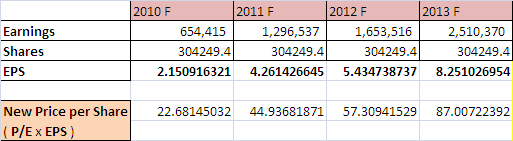 2010 F 2011 F 2012 F 2013 F
Earnings 654,415 1,296,537 1,653,516 2,510,370
Shares 304249.4 304249.4 304249.4 304249.4
EPS 2.150916321 4.261426645 5.434738737 8.251026954
New Price per Share 22.68145032 44.93681871 57.30941529 87.00722392
( P/E x EPS )